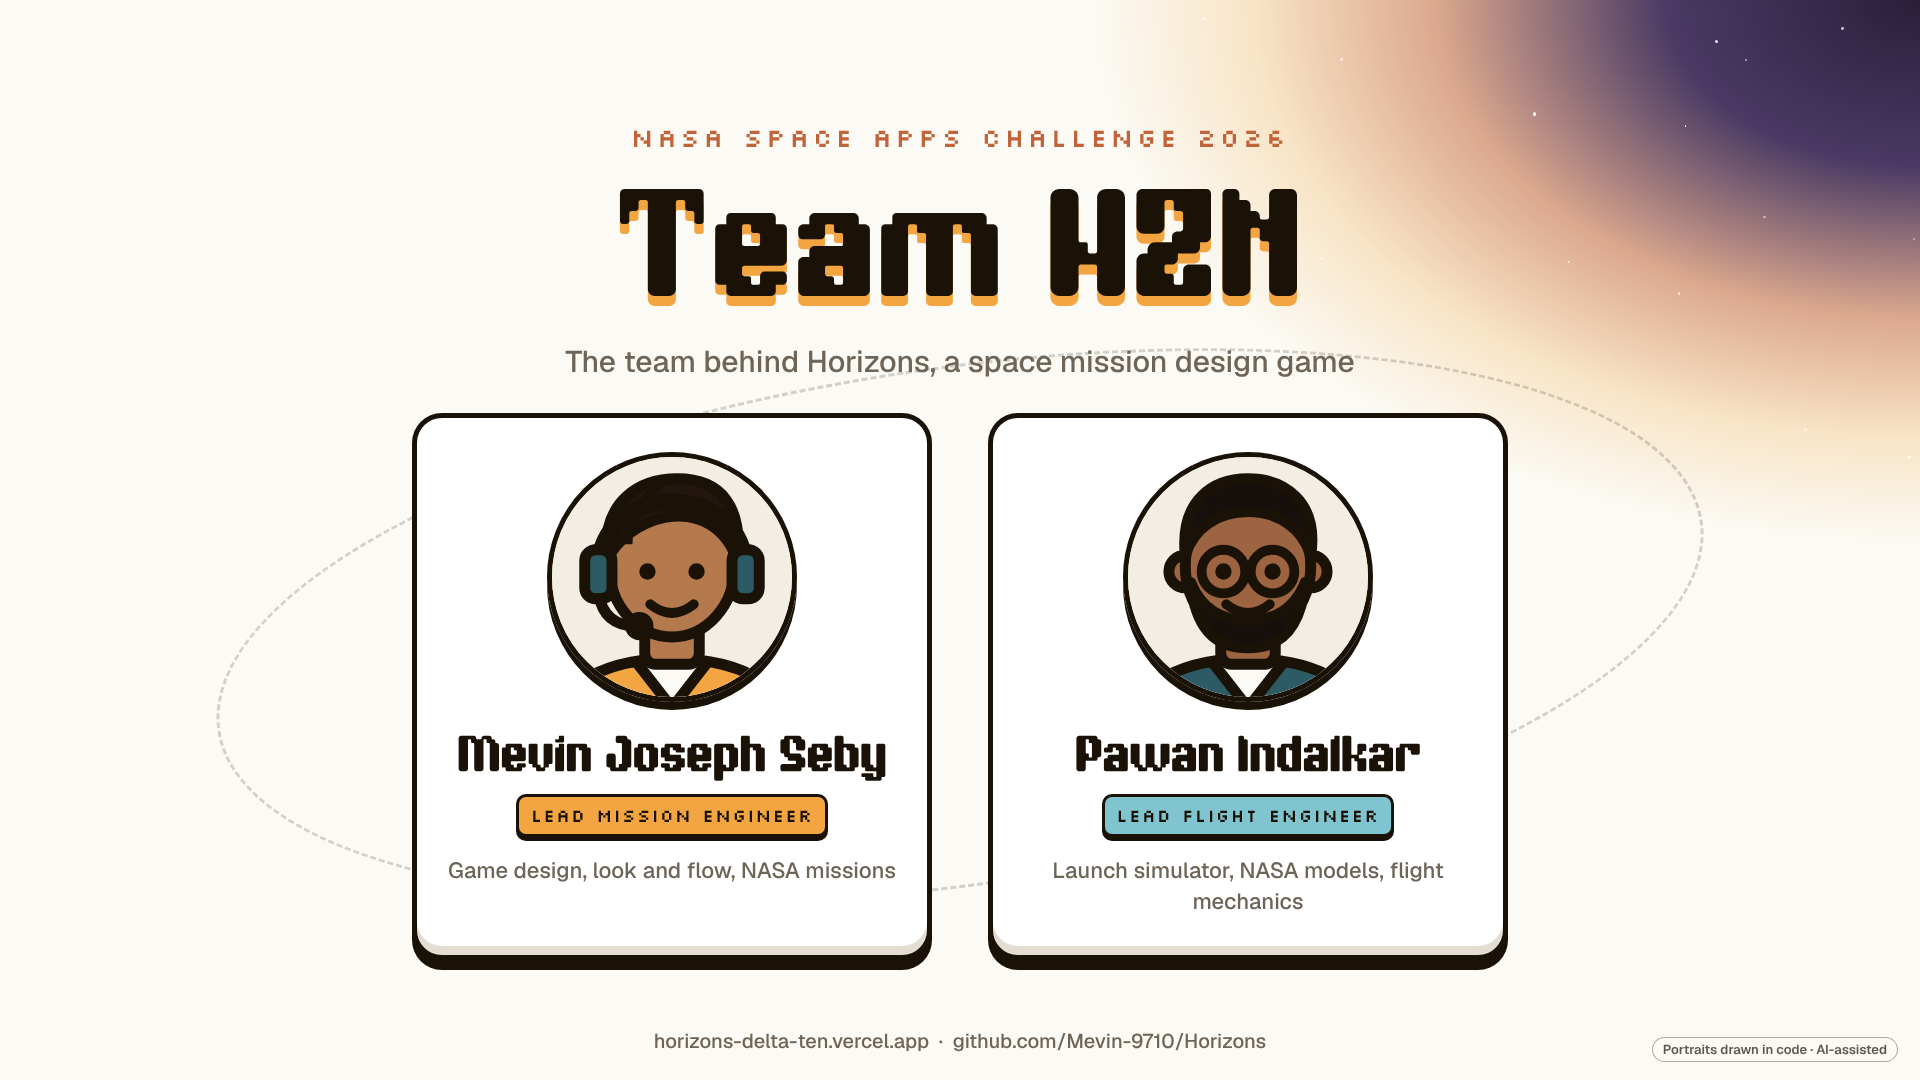 NASA SPACE APPS CHALLENGE 2026
Team H2N
The team behind Horizons, a space mission design game
Mevin Joseph Seby
LEAD MISSION ENGINEER
Game design, look and flow, NASA missions
Pawan Indalkar
LEAD FLIGHT ENGINEER
Launch simulator, NASA models, flight
mechanics
horizons-delta-ten.vercel.app · github.com/Mevin-9710/Horizons
Portraits drawn in code · AI-assisted